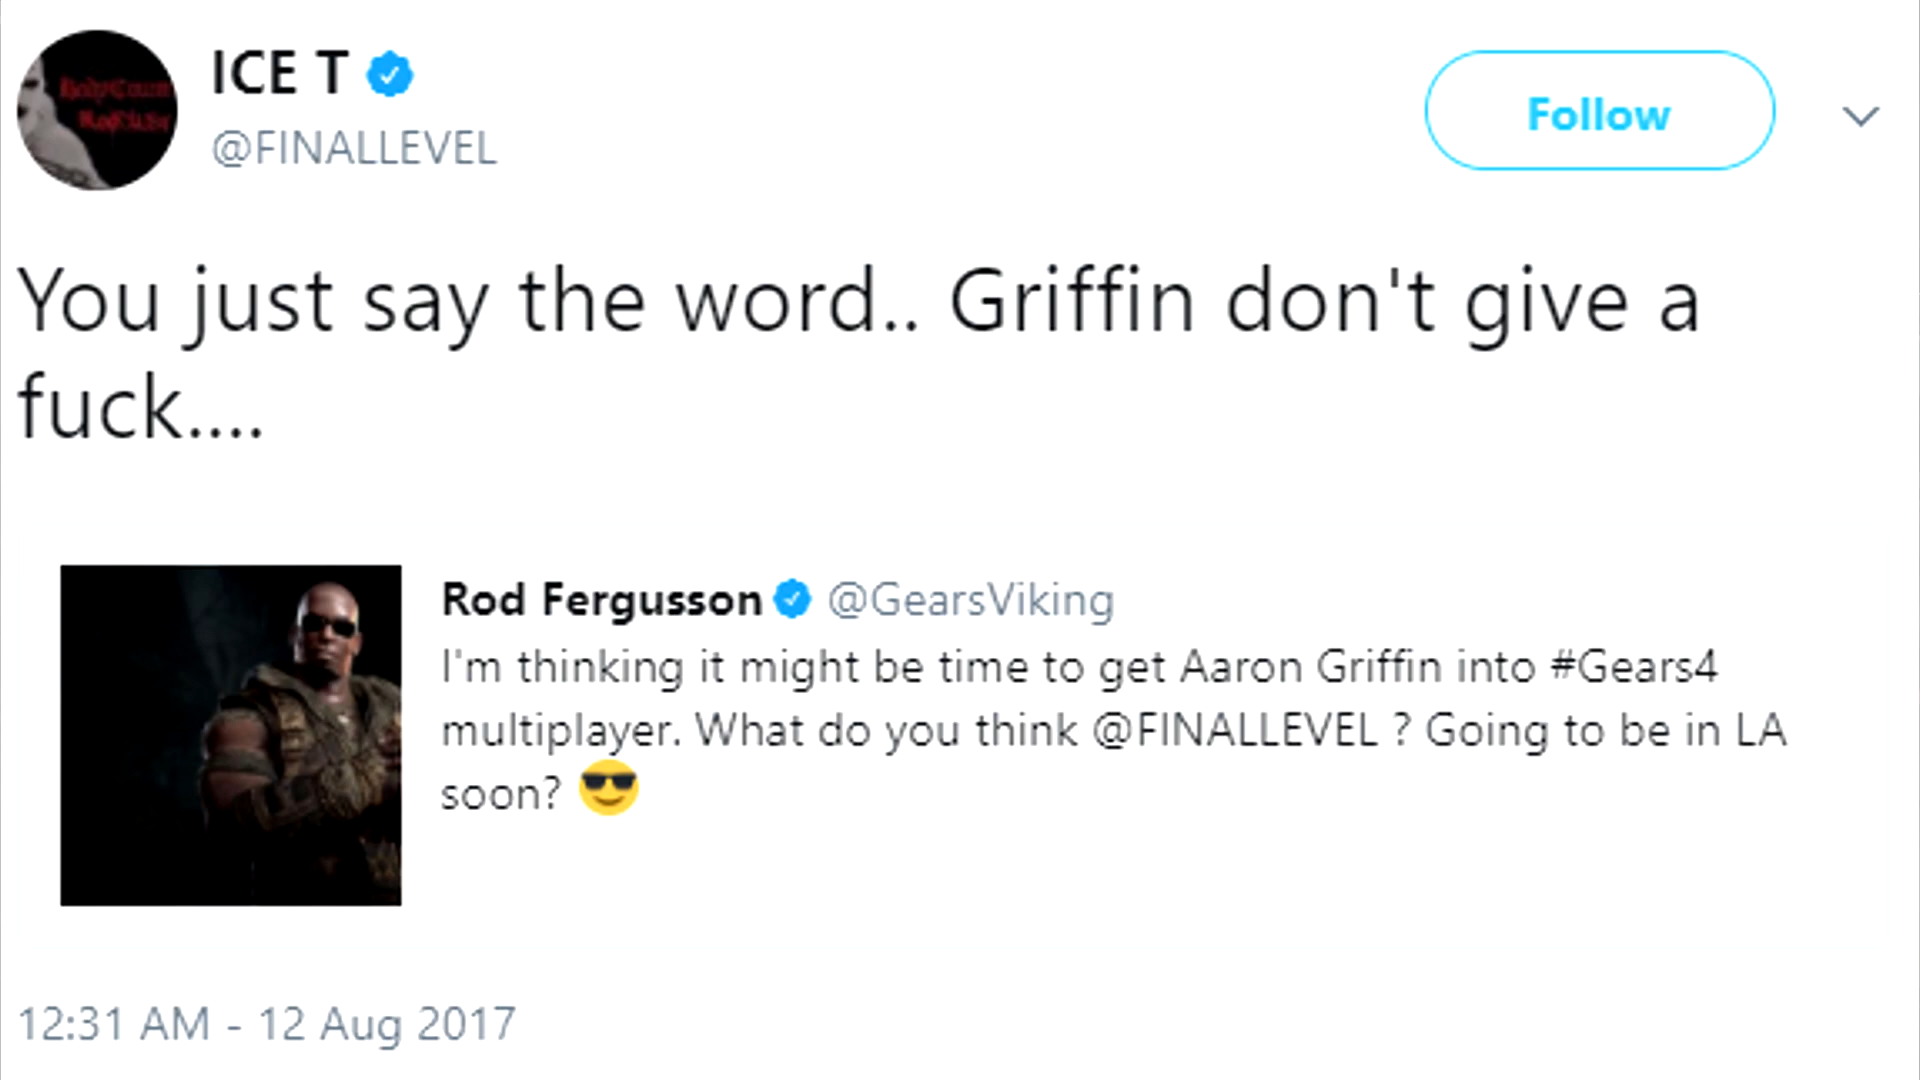 ICE T
@FINALLEVEL
Follow
You just say the word.. Griffin don't give a
fuck....
Rod Fergusson @GearsViking
I'm thinking it might be time to get Aaron Griffin into #Gears4
multiplayer. What do you think @FINALLEVEL ? Going to be in LA
soon? 😎
12:31 AM - 12 Aug 2017